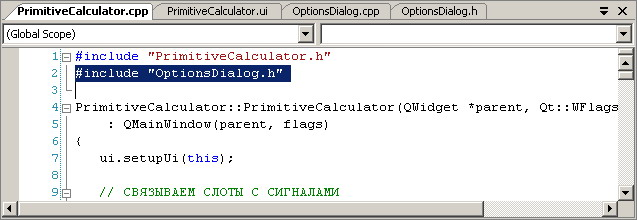 PrimitiveCalculator.cpp PrimitiveCalculator.ui OptionsDialog.cpp OptionsDialog.h
(Global Scope)
1 #include "PrimitiveCalculator.h"
2 #include "OptionsDialog.h"
3
4 PrimitiveCalculator::PrimitiveCalculator(QWidget *parent, Qt::WFlags
5 : QMainWindow(parent, flags)
6 {
7 ui.setupUi(this);
8
9 // СВЯЗЫВАЕМ СЛОТЫ С СИГНАЛАМИ